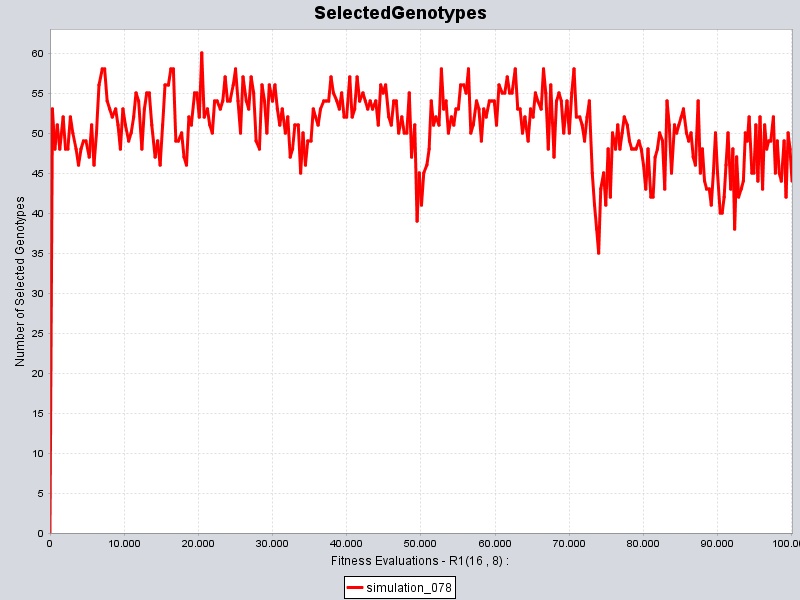 SelectedGenotypes
Number of Selected Genotypes
60
55
50
45
40
35
30
25
20
15
10
5
0
0 10.000 20.000 30.000 40.000 50.000 60.000 70.000 80.000 90.000 100.00
Fitness Evaluations - R1(16 , 8) :
simulation_078